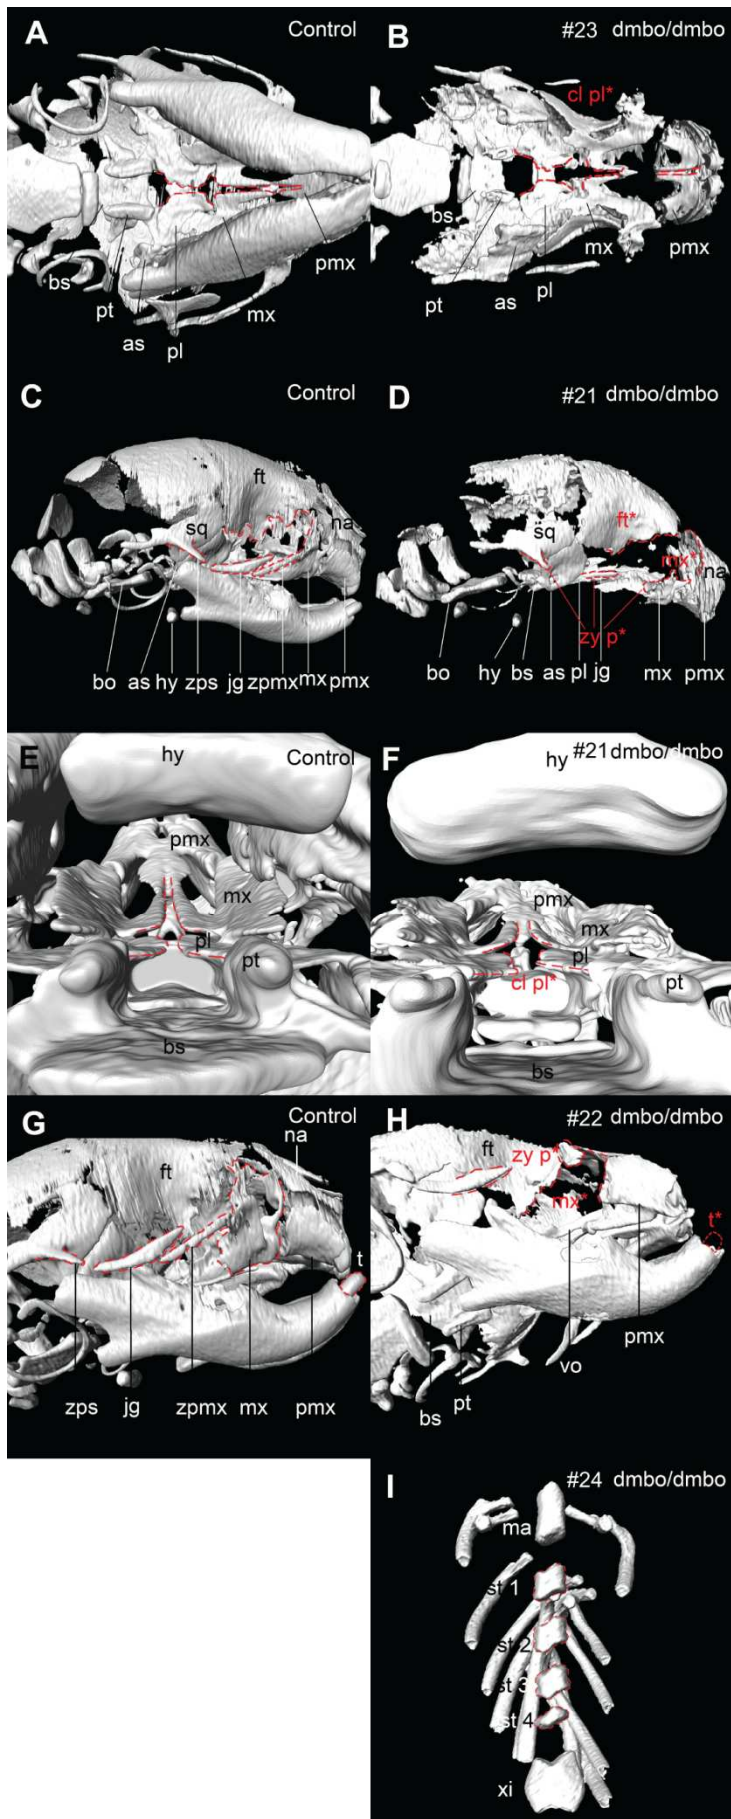 A Control
B #23 dmbo/dmbo
cl pl*
bs
pt
as
pl
mx
pmx
bs
pt
as
pl
mx
pmx
C Control
ft
sq
na
bo as hy zps jg zpmx mx pmx
D #21 dmbo/dmbo
sq
ft*
mx*
na
zy p*
bo hy bs as pl jg mx pmx
E Control
hy
pmx
mx
pl
pt
bs
F #21 dmbo/dmbo
hy
pmx
mx
pl
cl pl*
pt
bs
G Control
na
ft
t
zps jg zpmx mx pmx
H #22 dmbo/dmbo
ft
zy p*
mx*
t*
pmx
vo
pt
bs
I #24 dmbo/dmbo
ma
st 1
st 2
st 3
st 4
xi